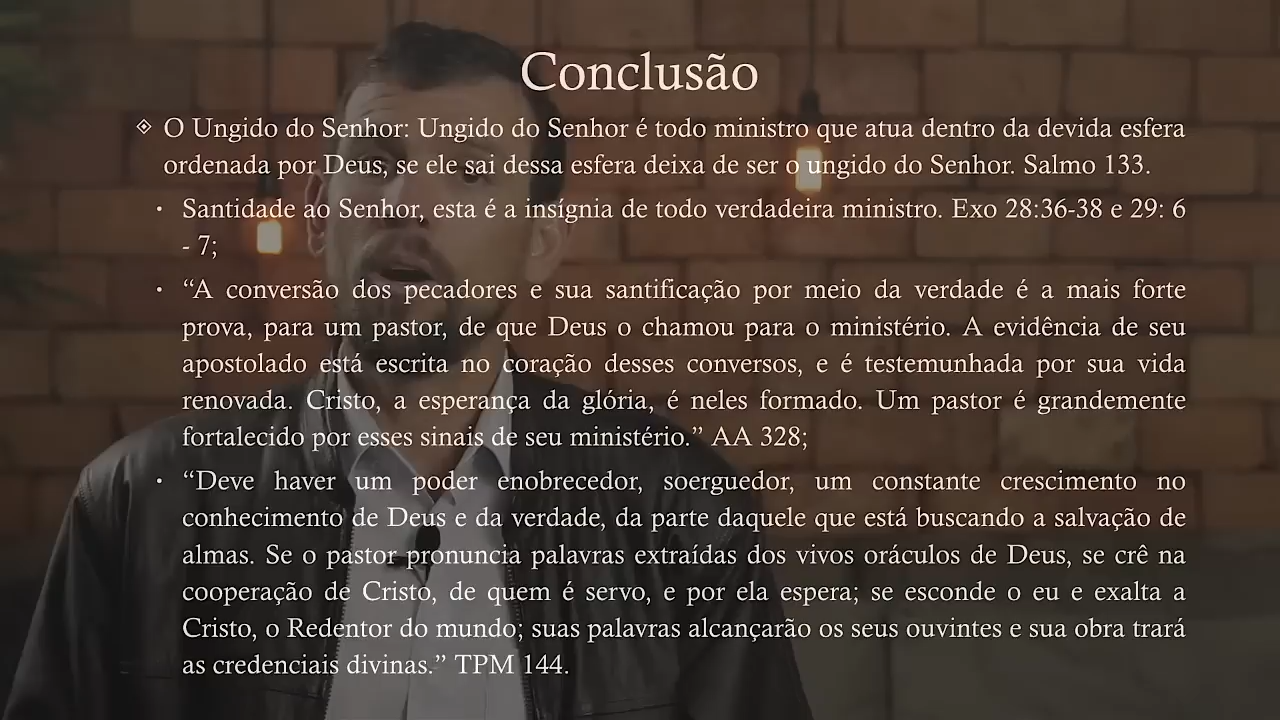 Conclusão
O Ungido do Senhor: Ungido do Senhor é todo ministro que atua dentro da devida esfera
ordenada por Deus, se ele sai dessa esfera deixa de ser o ungido do Senhor. Salmo 133.
• Santidade ao Senhor, esta é a insígnia de todo verdadeira ministro. Exo 28:36-38 e 29: 6
- 7;
• “A conversão dos pecadores e sua santificação por meio da verdade é a mais forte
prova, para um pastor, de que Deus o chamou para o ministério. A evidência de seu
apostolado está escrita no coração desses conversos, e é testemunhada por sua vida
renovada. Cristo, a esperança da glória, é neles formado. Um pastor é grandemente
fortalecido por esses sinais de seu ministério.” AA 328;
• “Deve haver um poder enobrecedor, soerguedor, um constante crescimento no
conhecimento de Deus e da verdade, da parte daquele que está buscando a salvação de
almas. Se o pastor pronuncia palavras extraídas dos vivos oráculos de Deus, se crê na
cooperação de Cristo, de quem é servo, e por ela espera; se esconde o eu e exalta a
Cristo, o Redentor do mundo; suas palavras alcançarão os seus ouvintes e sua obra trará
as credenciais divinas.” TPM 144.